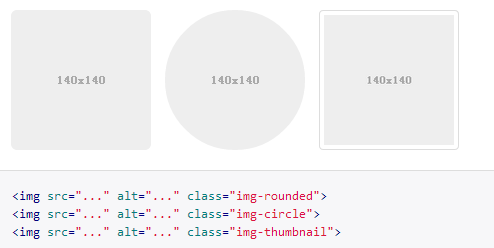 140x140 140x140 140x140
<img src="..." alt="..." class="img-rounded">
<img src="..." alt="..." class="img-circle">
<img src="..." alt="..." class="img-thumbnail">